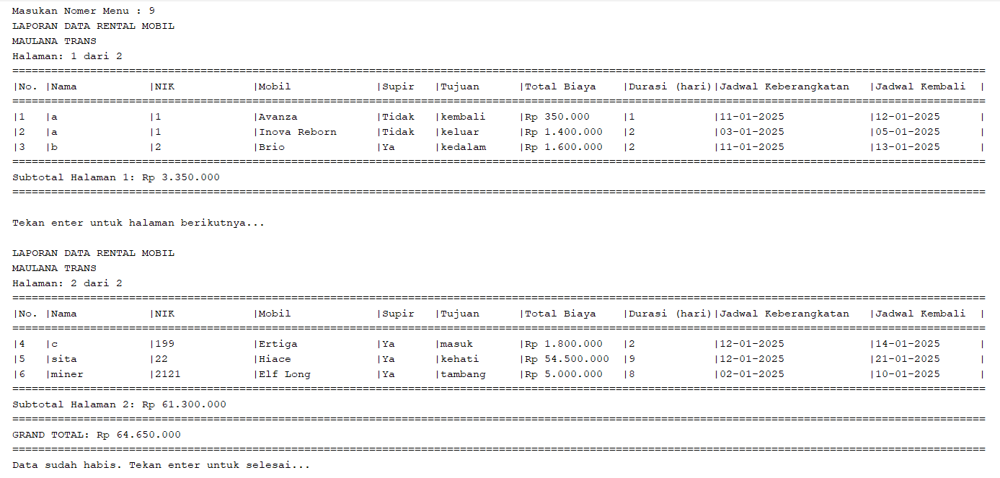 Masukan Nomer Menu : 9
LAPORAN DATA RENTAL MOBIL
MAULANA TRANS
Halaman: 1 dari 2
======================================================================================================================================================
|No. |Nama           |NIK            |Mobil             |Supir   |Tujuan      |Total Biaya    |Durasi (hari)|Jadwal Keberangkatan   |Jadwal Kembali  |
======================================================================================================================================================
|1   |a              |1              |Avanza            |Tidak   |kembali     |Rp 350.000     |1            |11-01-2025             |12-01-2025      |
|2   |a              |1              |Inova Reborn      |Tidak   |keluar      |Rp 1.400.000   |2            |03-01-2025             |05-01-2025      |
|3   |b              |2              |Brio              |Ya      |kedalam     |Rp 1.600.000   |2            |11-01-2025             |13-01-2025      |
======================================================================================================================================================
Subtotal Halaman 1: Rp 3.350.000
======================================================================================================================================================
Tekan enter untuk halaman berikutnya...
LAPORAN DATA RENTAL MOBIL
MAULANA TRANS
Halaman: 2 dari 2
======================================================================================================================================================
|No. |Nama           |NIK            |Mobil             |Supir   |Tujuan      |Total Biaya    |Durasi (hari)|Jadwal Keberangkatan   |Jadwal Kembali  |
======================================================================================================================================================
|4   |c              |199            |Ertiga            |Ya      |masuk       |Rp 1.800.000   |2            |12-01-2025             |14-01-2025      |
|5   |sita           |22             |Hiace             |Ya      |kehati      |Rp 54.500.000  |9            |12-01-2025             |21-01-2025      |
|6   |miner          |2121           |Elf Long          |Ya      |tambang     |Rp 5.000.000   |8            |02-01-2025             |10-01-2025      |
======================================================================================================================================================
Subtotal Halaman 2: Rp 61.300.000
======================================================================================================================================================
GRAND TOTAL: Rp 64.650.000
======================================================================================================================================================
Data sudah habis. Tekan enter untuk selesai...